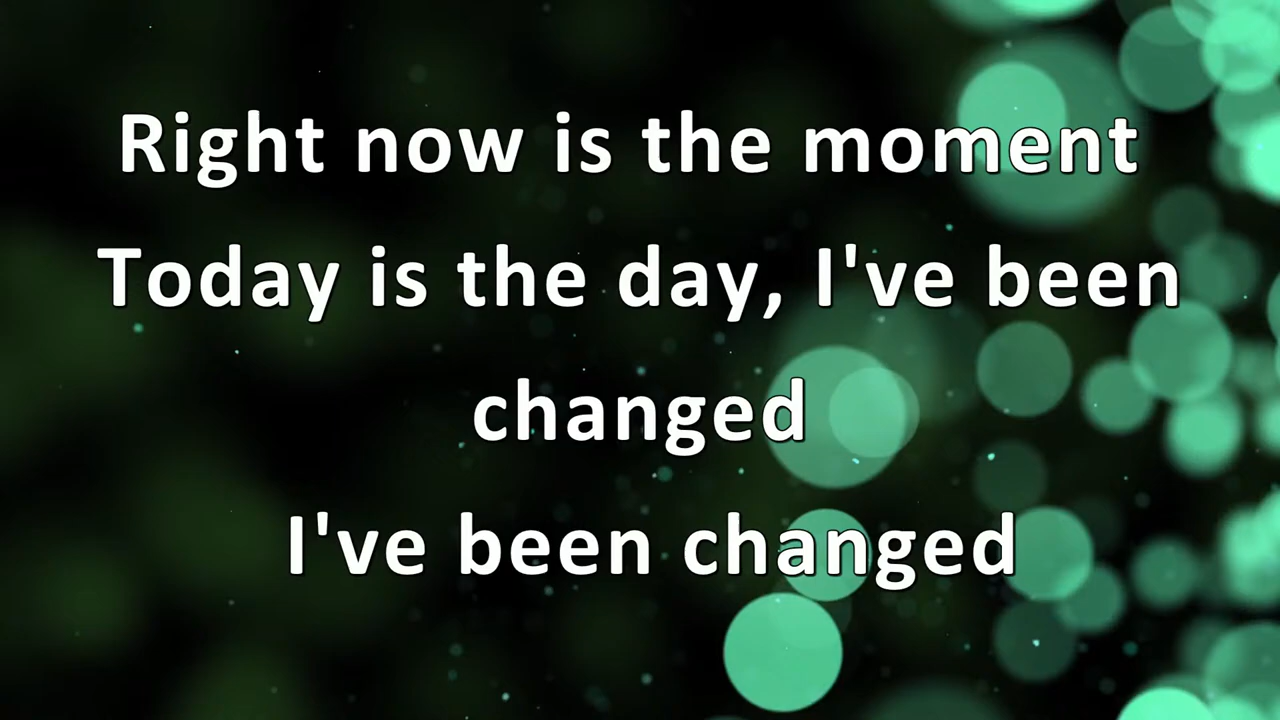 Right now is the moment
Today is the day, I've been
changed
I've been changed